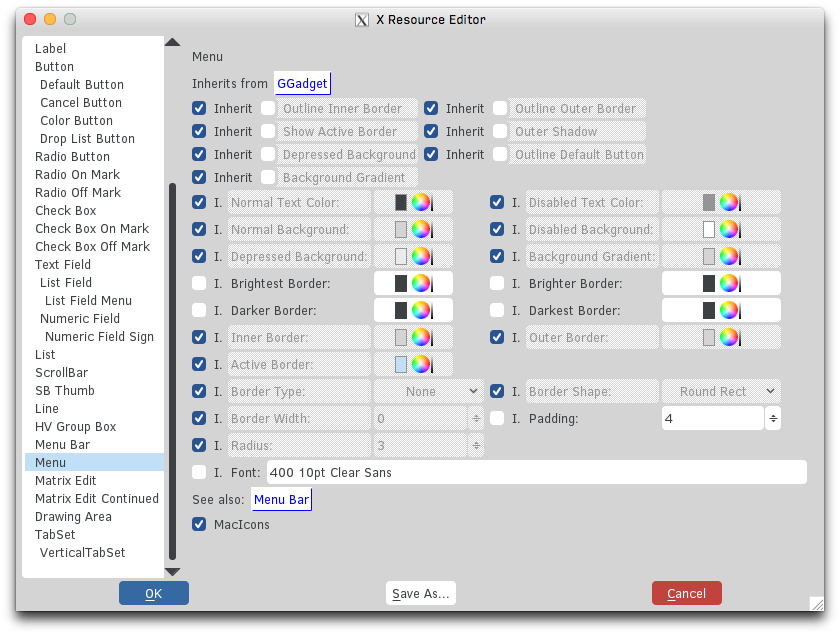 X Resource Editor
Label
Button
Default Button
Cancel Button
Color Button
Drop List Button
Radio Button
Radio On Mark
Radio Off Mark
Check Box
Check Box On Mark
Check Box Off Mark
Text Field
List Field
List Field Menu
Numeric Field
Numeric Field Sign
List
ScrollBar
SB Thumb
Line
HV Group Box
Menu Bar
Menu
Matrix Edit
Matrix Edit Continued
Drawing Area
TabSet
VerticalTabSet
Menu
Inherits from GGadget
Inherit Outline Inner Border Inherit Outline Outer Border
Inherit Show Active Border Inherit Outer Shadow
Inherit Depressed Background Inherit Outline Default Button
Inherit Background Gradient
I. Normal Text Color: I. Disabled Text Color:
I. Normal Background: I. Disabled Background:
I. Depressed Background: I. Background Gradient:
I. Brightest Border: I. Brighter Border:
I. Darker Border: I. Darkest Border:
I. Inner Border: I. Outer Border:
I. Active Border:
I. Border Type: None I. Border Shape: Round Rect
I. Border Width: 0 I. Padding: 4
I. Radius: 3
I. Font: 400 10pt Clear Sans
See also: Menu Bar
MacIcons
OK Save As... Cancel